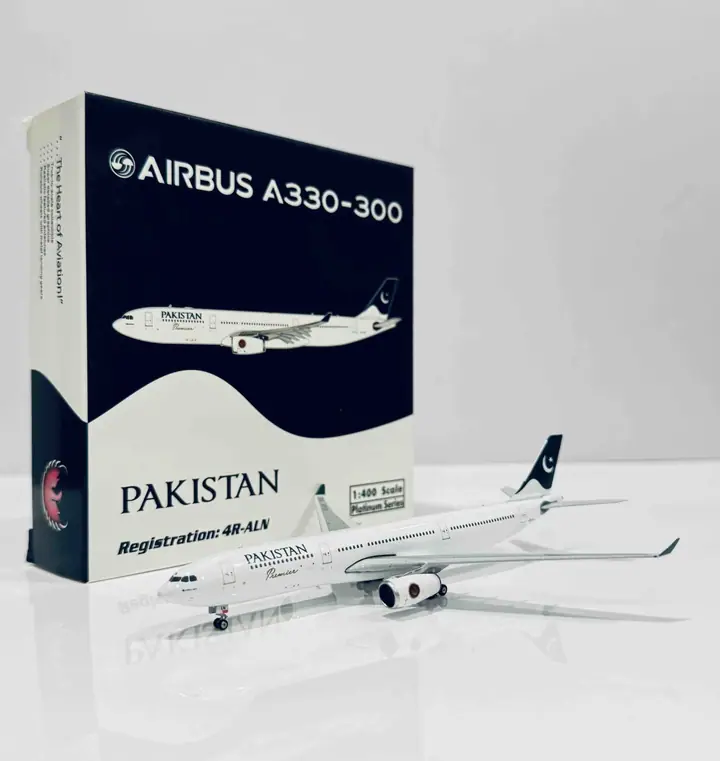 AIRBUS A330-300
"...The Heart of Aviation!"
PAKISTAN
Premier
PAKISTAN
Registration: 4R-ALN
1:400 Scale
Platinum Series
PAKISTAN
Premier